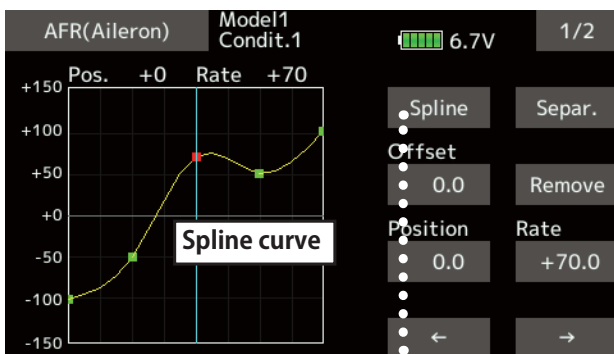 AFR(Aileron)
Model1
Condit.1
6.7V
1/2
Pos. +0 Rate +70
+150
+100
+50
+0
-50
-100
-150
Spline curve
Spline
Separ.
Offset
0.0
Remove
Position
Rate
0.0
+70.0
←
→